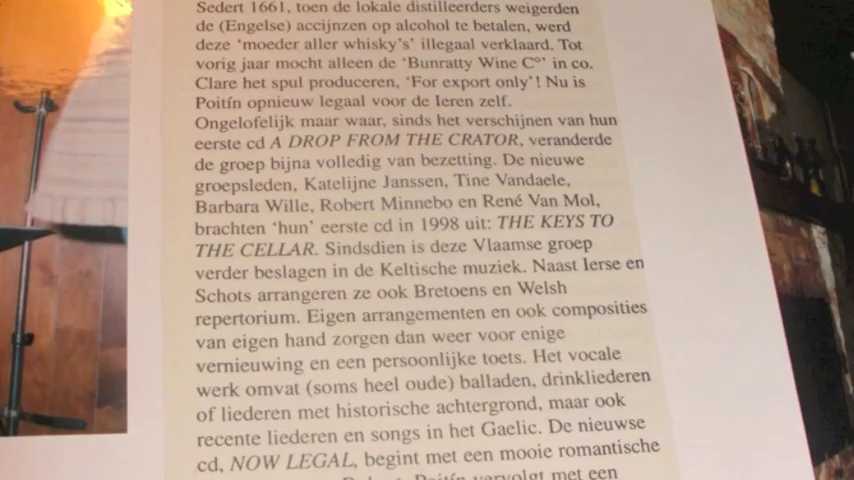 Sedert 1661, toen de lokale distilleerders weigerden
de (Engelse) accijnzen op alcohol te betalen, werd
deze ‘moeder aller whisky’s’ illegaal verklaard. Tot
vorig jaar mocht alleen de ‘Bunratty Wine C°’ in co.
Clare het spul produceren, ‘For export only’! Nu is
Poitín opnieuw legaal voor de Ieren zelf.
Ongelofelijk maar waar, sinds het verschijnen van hun
eerste cd A DROP FROM THE CRATOR, veranderde
de groep bijna volledig van bezetting. De nieuwe
groepsleden, Katelijne Janssen, Tine Vandaele,
Barbara Wille, Robert Minnebo en René Van Mol,
brachten ‘hun’ eerste cd in 1998 uit: THE KEYS TO
THE CELLAR. Sindsdien is deze Vlaamse groep
verder beslagen in de Keltische muziek. Naast Ierse en
Schots arrangeren ze ook Bretoens en Welsh
repertorium. Eigen arrangementen en ook composities
van eigen hand zorgen dan weer voor enige
vernieuwing en een persoonlijke toets. Het vocale
werk omvat (soms heel oude) balladen, drinkliederen
of liederen met historische achtergrond, maar ook
recente liederen en songs in het Gaelic. De nieuwse
cd, NOW LEGAL, begint met een mooie romantische
Poitín vervolgt met een